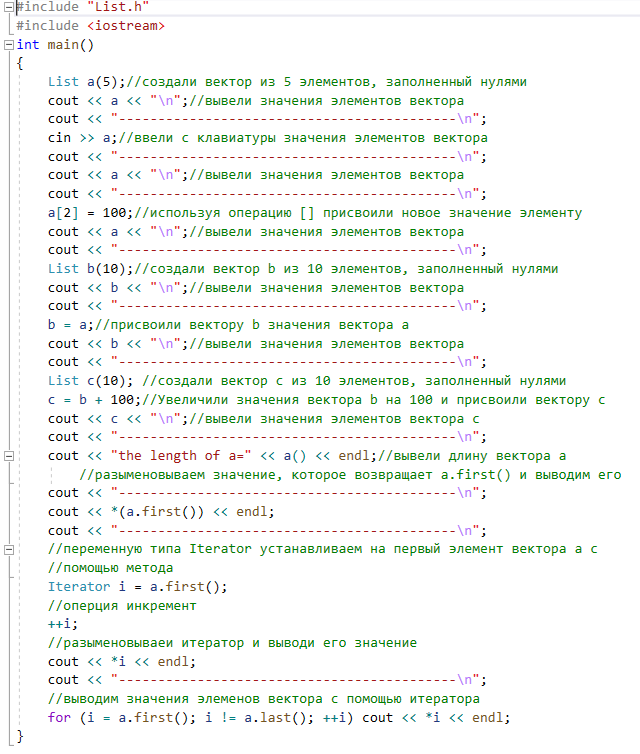 #include "List.h"
#include <iostream>
int main()
{
List a(5);//создали вектор из 5 элементов, заполненный нулями
cout << a << "\n";//вывели значения элементов вектора
cout << "-------------------------------------------\n";
cin >> a;//ввели с клавиатуры значения элементов вектора
cout << "-------------------------------------------\n";
cout << a << "\n";//вывели значения элементов вектора
cout << "-------------------------------------------\n";
a[2] = 100;//используя операцию [] присвоили новое значение элементу
cout << a << "\n";//вывели значения элементов вектора
cout << "-------------------------------------------\n";
List b(10);//создали вектор b из 10 элементов, заполненный нулями
cout << b << "\n";//вывели значения элементов вектора
cout << "-------------------------------------------\n";
b = a;//присвоили вектору b значения вектора a
cout << b << "\n";//вывели значения элементов вектора
cout << "-------------------------------------------\n";
List c(10); //создали вектор c из 10 элементов, заполненный нулями
c = b + 100;//Увеличили значения вектора b на 100 и присвоили вектору c
cout << c << "\n";//вывели значения элементов вектора c
cout << "-------------------------------------------\n";
cout << "the length of a=" << a() << endl;//вывели длину вектора a
//разыменовываем значение, которое возвращает a.first() и выводим его
cout << "-------------------------------------------\n";
cout << *(a.first()) << endl;
cout << "-------------------------------------------\n";
//переменную типа Iterator устанавливаем на первый элемент вектора а с
//помощью метода
Iterator i = a.first();
//оперция инкремент
++i;
//разыменовываеи итератор и выводи его значение
cout << *i << endl;
cout << "-------------------------------------------\n";
//выводим значения элеменов вектора с помощью итератора
for (i = a.first(); i != a.last(); ++i) cout << *i << endl;
}